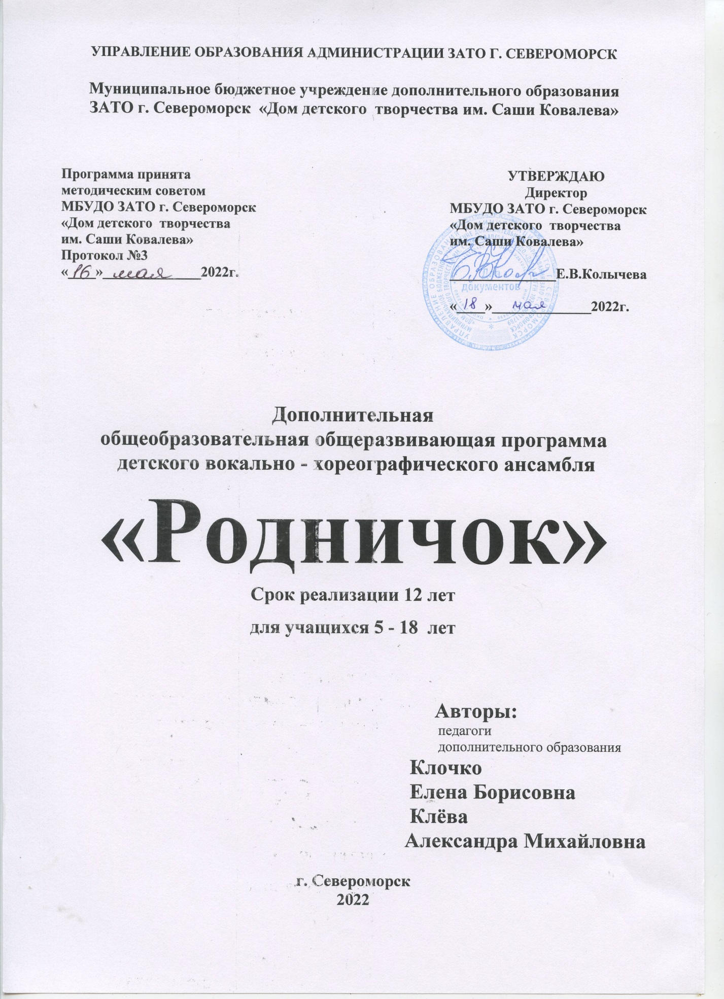 УПРАВЛЕНИЕ ОБРАЗОВАНИЯ АДМИНИСТРАЦИИ ЗАТО Г. СЕВЕРОМОРСК
Муниципальное бюджетное учреждение дополнительного образования
ЗАТО г. Североморск «Дом детского творчества им. Саши Ковалева»
Программа принята
методическим советом
МБУДО ЗАТО г. Североморск
«Дом детского творчества
им. Саши Ковалева»
Протокол №3
«16» мая 2022г.
УТВЕРЖДАЮ
Директор
МБУДО ЗАТО г. Североморск
«Дом детского творчества
им. Саши Ковалева»
Е.В.Колычева
документов
«18» мая 2022г.
Дополнительная
общеобразовательная общеразвивающая программа
детского вокально - хореографического ансамбля
«Родничок»
Срок реализации 12 лет
для учащихся 5 - 18 лет
Авторы:
педагоги
дополнительного образования
Клочко
Елена Борисовна
Клёва
Александра Михайловна
г. Североморск
2022